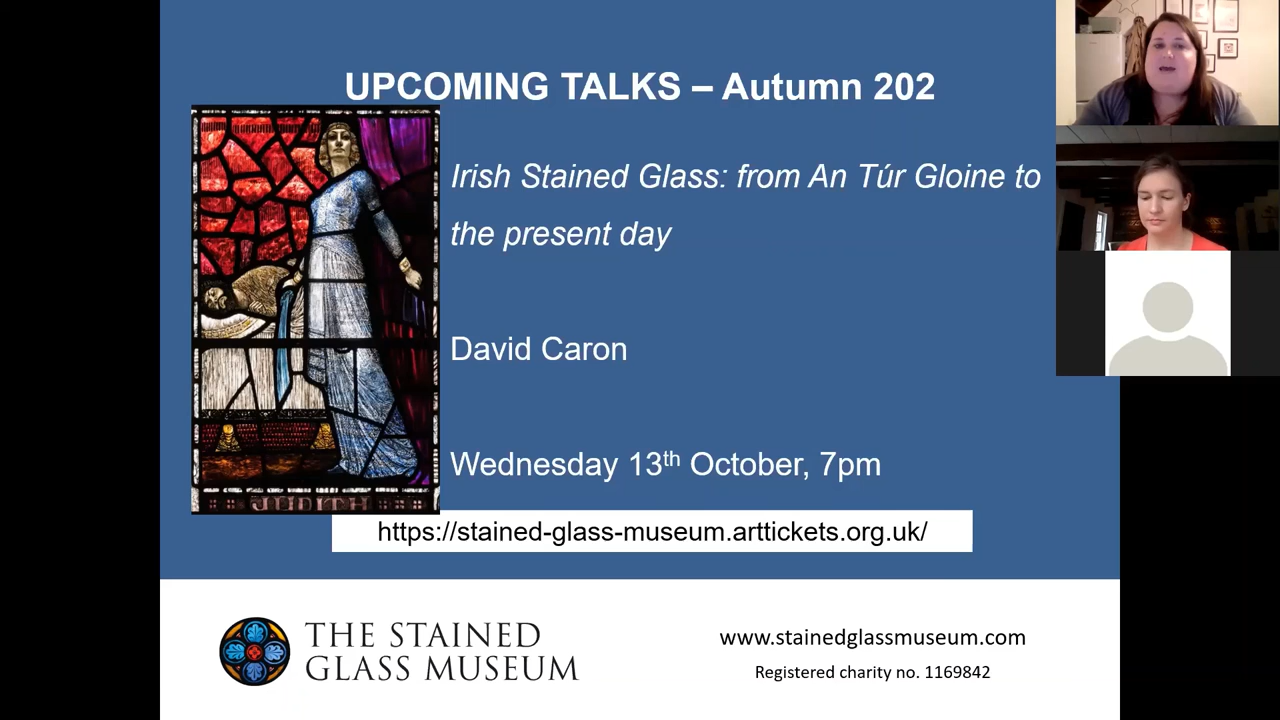 UPCOMING TALKS – Autumn 202
Irish Stained Glass: from An Túr Gloine to
the present day
David Caron
Wednesday 13th October, 7pm
JUDITH
https://stained-glass-museum.arttickets.org.uk/
THE STAINED
GLASS MUSEUM
www.stainedglassmuseum.com
Registered charity no. 1169842